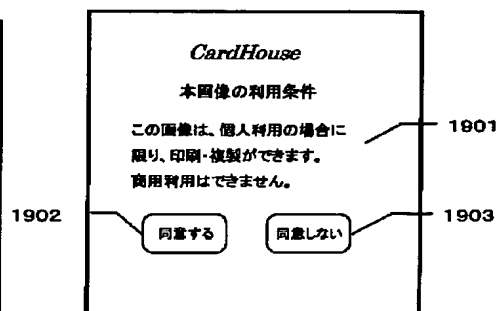 CardHouse
本画像の利用条件
この画像は、個人利用の場合に
限り、印刷・複製ができます。
商用利用はできません。
1901
1902
同意する
同意しない
1903